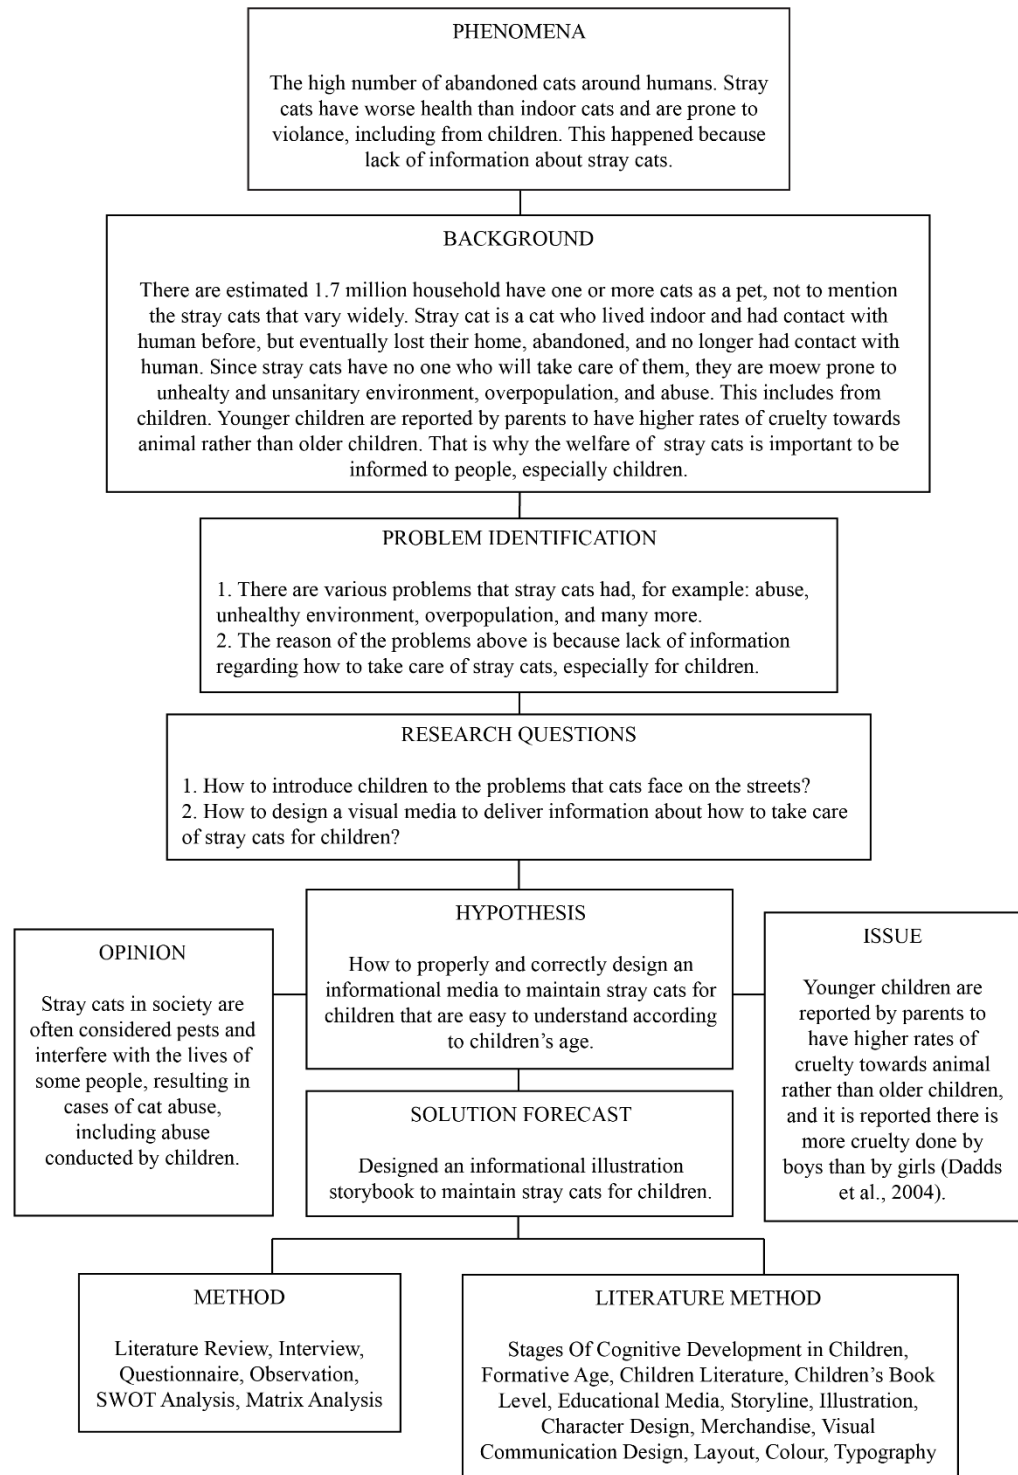 PHENOMENA
The high number of abandoned cats around humans. Stray
cats have worse health than indoor cats and are prone to
violance, including from children. This happened because
lack of information about stray cats.
BACKGROUND
There are estimated 1.7 million household have one or more cats as a pet, not to mention
the stray cats that vary widely. Stray cat is a cat who lived indoor and had contact with
human before, but eventually lost their home, abandoned, and no longer had contact with
human. Since stray cats have no one who will take care of them, they are moew prone to
unhealty and unsanitary environment, overpopulation, and abuse. This includes from
children. Younger children are reported by parents to have higher rates of cruelty towards
animal rather than older children. That is why the welfare of stray cats is important to be
informed to people, especially children.
PROBLEM IDENTIFICATION
1. There are various problems that stray cats had, for example: abuse,
unhealthy environment, overpopulation, and many more.
2. The reason of the problems above is because lack of information
regarding how to take care of stray cats, especially for children.
RESEARCH QUESTIONS
1. How to introduce children to the problems that cats face on the streets?
2. How to design a visual media to deliver information about how to take care
of stray cats for children?
HYPOTHESIS
How to properly and correctly design an
informational media to maintain stray cats for
children that are easy to understand according
to children's age.
OPINION
Stray cats in society are
often considered pests and
interfere with the lives of
some people, resulting in
cases of cat abuse,
including abuse
conducted by children.
ISSUE
Younger children are
reported by parents to
have higher rates of
cruelty towards animal
rather than older children,
and it is reported there is
more cruelty done by
boys than by girls (Dadds
et al., 2004).
SOLUTION FORECAST
Designed an informational illustration
storybook to maintain stray cats for children.
METHOD
Literature Review, Interview,
Questionnaire, Observation,
SWOT Analysis, Matrix Analysis
LITERATURE METHOD
Stages Of Cognitive Development in Children,
Formative Age, Children Literature, Children's Book
Level, Educational Media, Storyline, Illustration,
Character Design, Merchandise, Visual
Communication Design, Layout, Colour, Typography